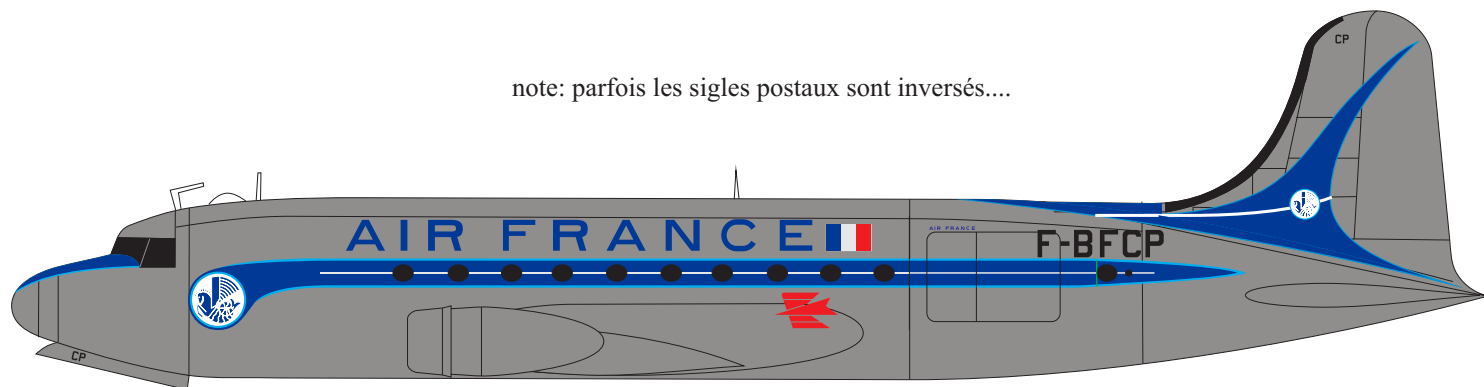 CP
note: parfois les sigles postaux sont inversés....
AIR FRANCE
AIR FRANCE
F-BFCP
CP